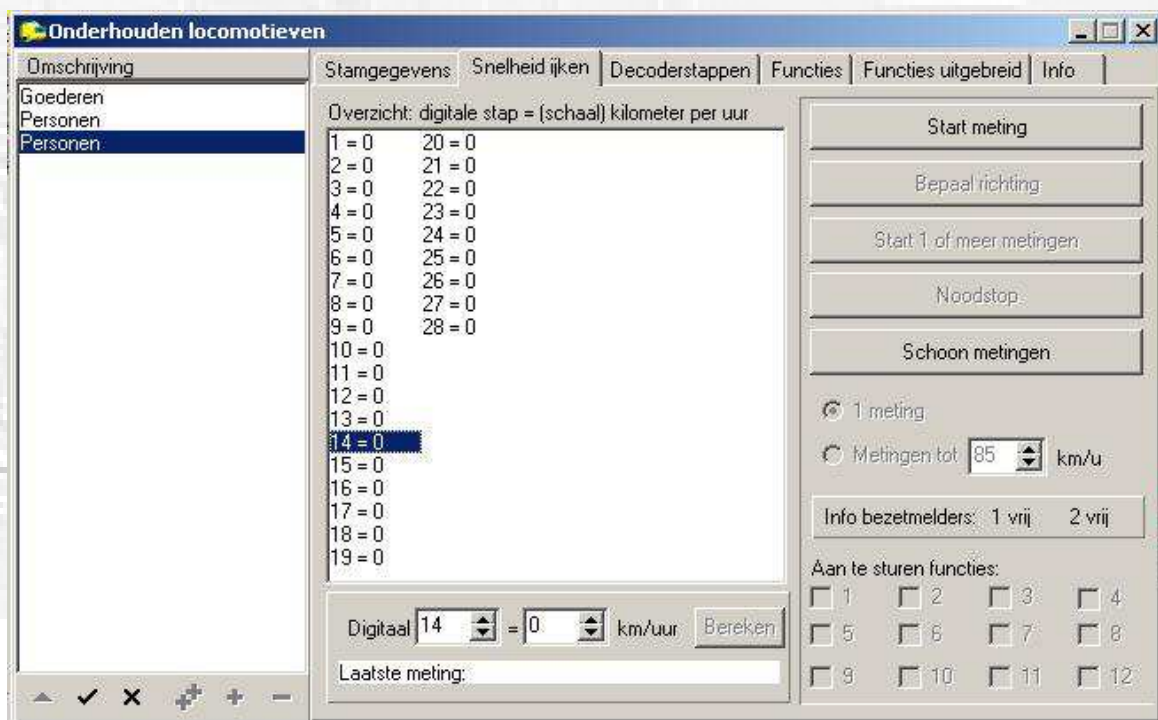 Onderhouden locomotieven
Omschrijving
Goederen
Personen
Personen
Stamgegevens Snelheid ijken Decoderstappen Functies Functies uitgebreid Info
Overzicht: digitale stap = (schaal) kilometer per uur
1 = 0 20 = 0
2 = 0 21 = 0
3 = 0 22 = 0
4 = 0 23 = 0
5 = 0 24 = 0
6 = 0 25 = 0
7 = 0 26 = 0
8 = 0 27 = 0
9 = 0 28 = 0
10 = 0
11 = 0
12 = 0
13 = 0
14 = 0
15 = 0
16 = 0
17 = 0
18 = 0
19 = 0
Digitaal 14 = 0 km/uur Bereken
Laatste meting:
Start meting
Bepaal richting
Start 1 of meer metingen
Noodstop
Schoon metingen
1 meting
Metingen tot 85 km/u
Info bezetmelders: 1 vrij 2 vrij
Aan te sturen functies:
1 2 3 4
5 6 7 8
9 10 11 12